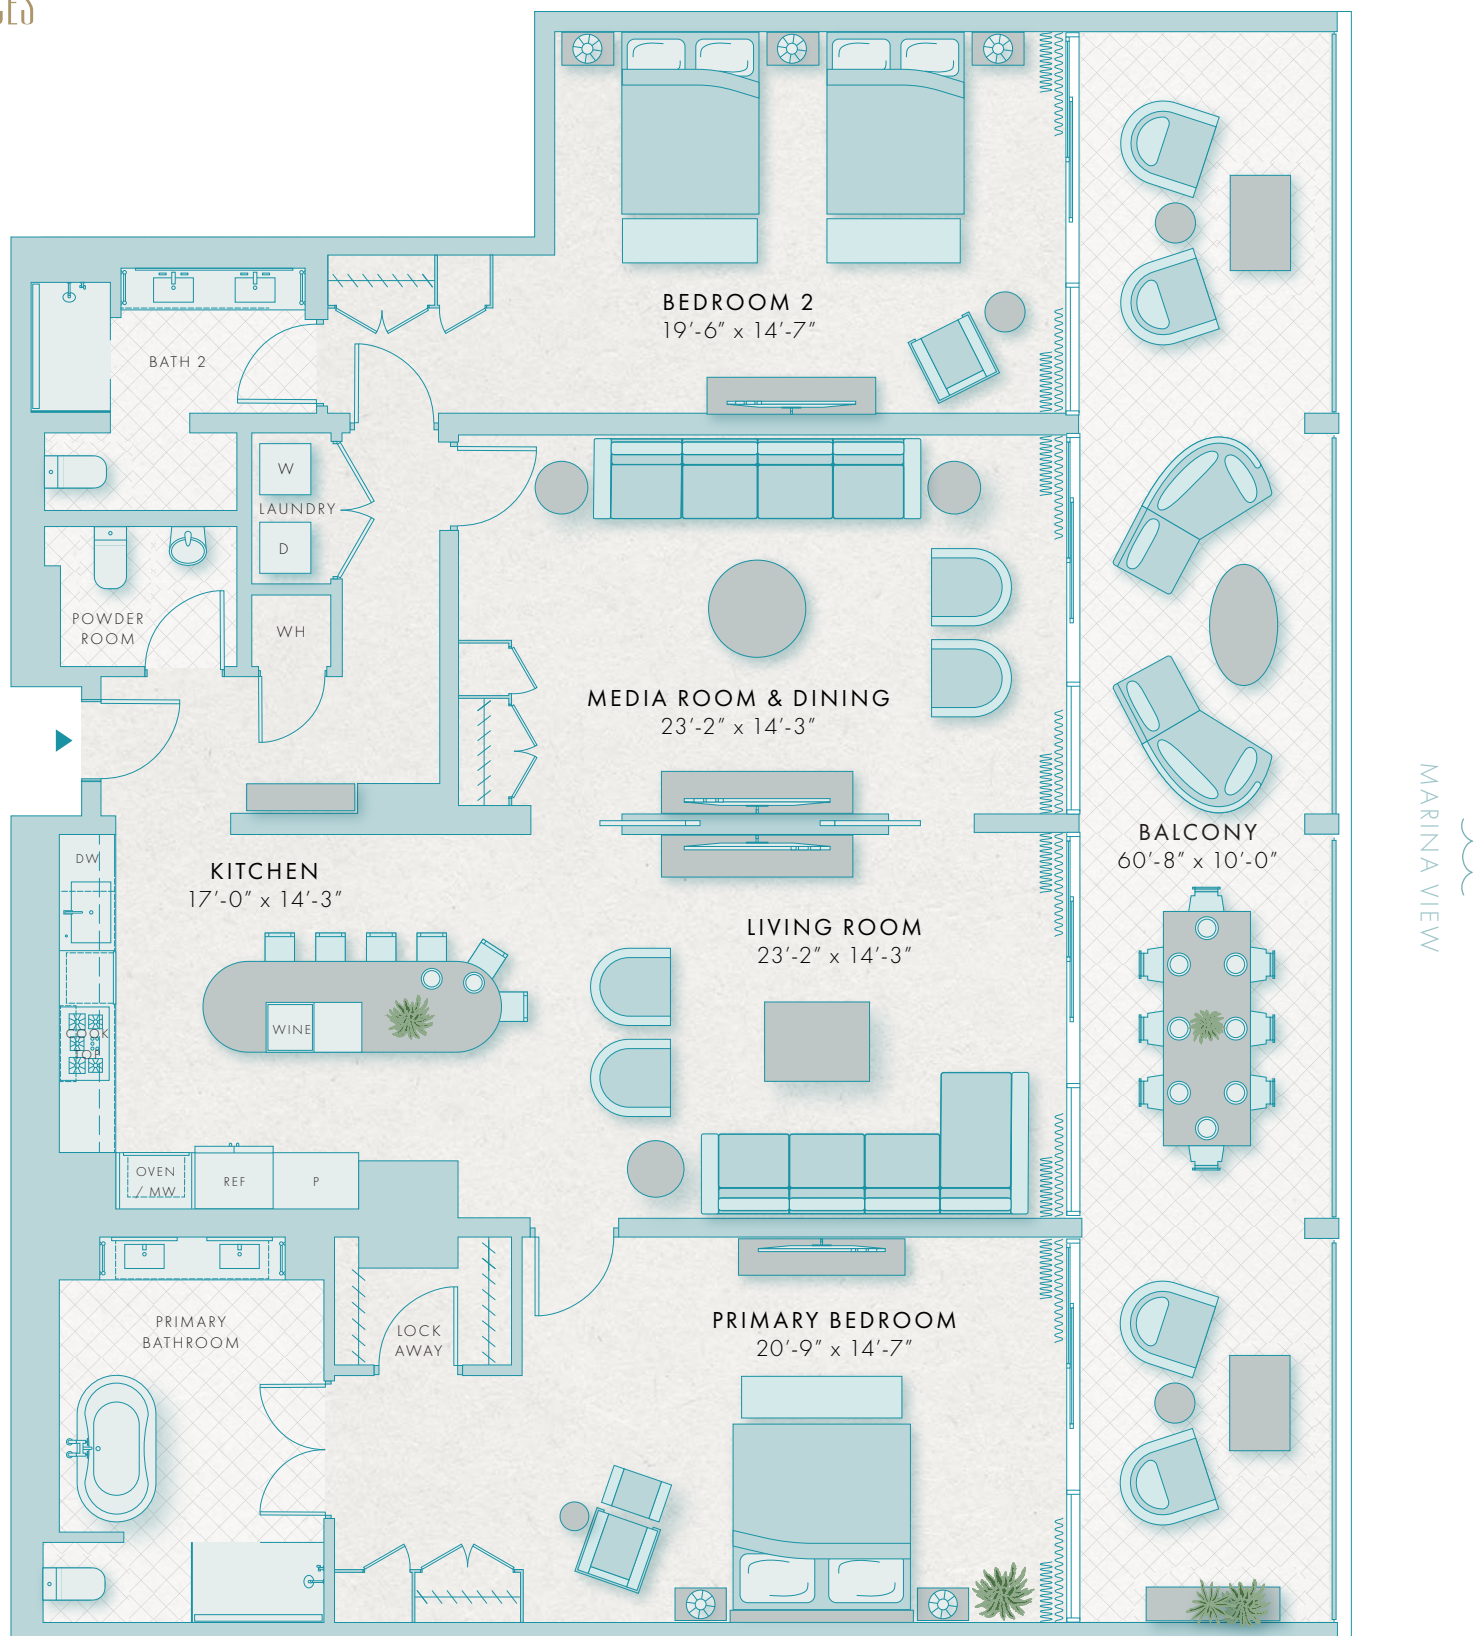 BEDROOM 2
19'-6" x 14'-7"
BATH 2
W
LAUNDRY
D
POWDER
ROOM
WH
MEDIA ROOM & DINING
23'-2" x 14'-3"
BALCONY
60'-8" x 10'-0"
MARINA VIEW
DW
KITCHEN
17'-0" x 14'-3"
LIVING ROOM
23'-2" x 14'-3"
WINE
COOK
TOP
OVEN
/ MW
REF
P
PRIMARY
BATHROOM
LOCK
AWAY
PRIMARY BEDROOM
20'-9" x 14'-7"